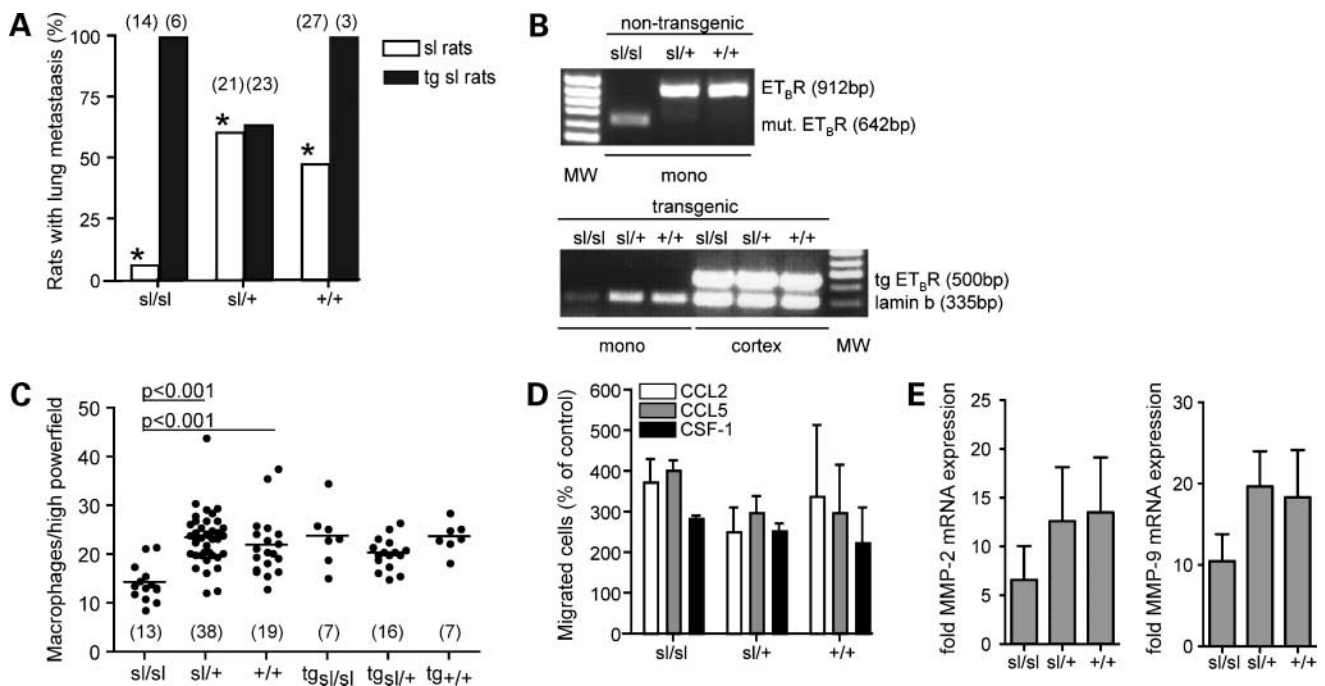 A
Rats with lung metastasis (%)
100
75
50
25
0
(14) (6)
(21) (23)
(27) (3)
*
*
*
sl/sl sl/+ +/+
sl rats
tg sl rats
B
non-transgenic
sl/sl sl/+ +/+
ETBR (912bp)
mut. ETBR (642bp)
MW mono
transgenic
sl/sl sl/+ +/+ sl/sl sl/+ +/+
tg ETBR (500bp)
lamin b (335bp)
mono cortex MW
C
Macrophages/high powerfield
50
40
30
20
10
0
p<0.001
p<0.001
(13) (38) (19) (7) (16) (7)
sl/sl sl/+ +/+ tgsl/sl tgsl/+ tg+/+
D
Migrated cells (% of control)
600
600
400
300
200
0
CCL2
CCL5
CSF-1
sl/sl sl/+ +/+
E
fold MMP-2 mRNA expression
25
20
15
10
5
0
sl/sl sl/+ +/+
fold MMP-9 mRNA expression
30
20
10
0
sl/sl sl/+ +/+